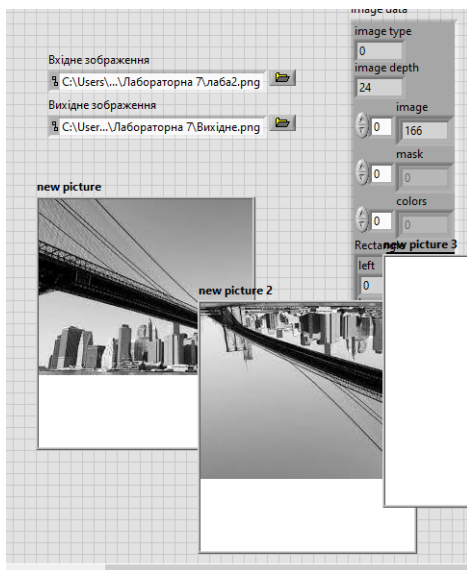 image data
image type
0
image depth
24
image
0
166
mask
0
0
colors
0
0
Rectangle
left
0
Вхідне зображення
C:\Users\...\Лабораторна 7\лаба2.png
Вихідне зображення
C:\User...\Лабораторна 7\Вихідне.png
new picture
new picture 2
new picture 3